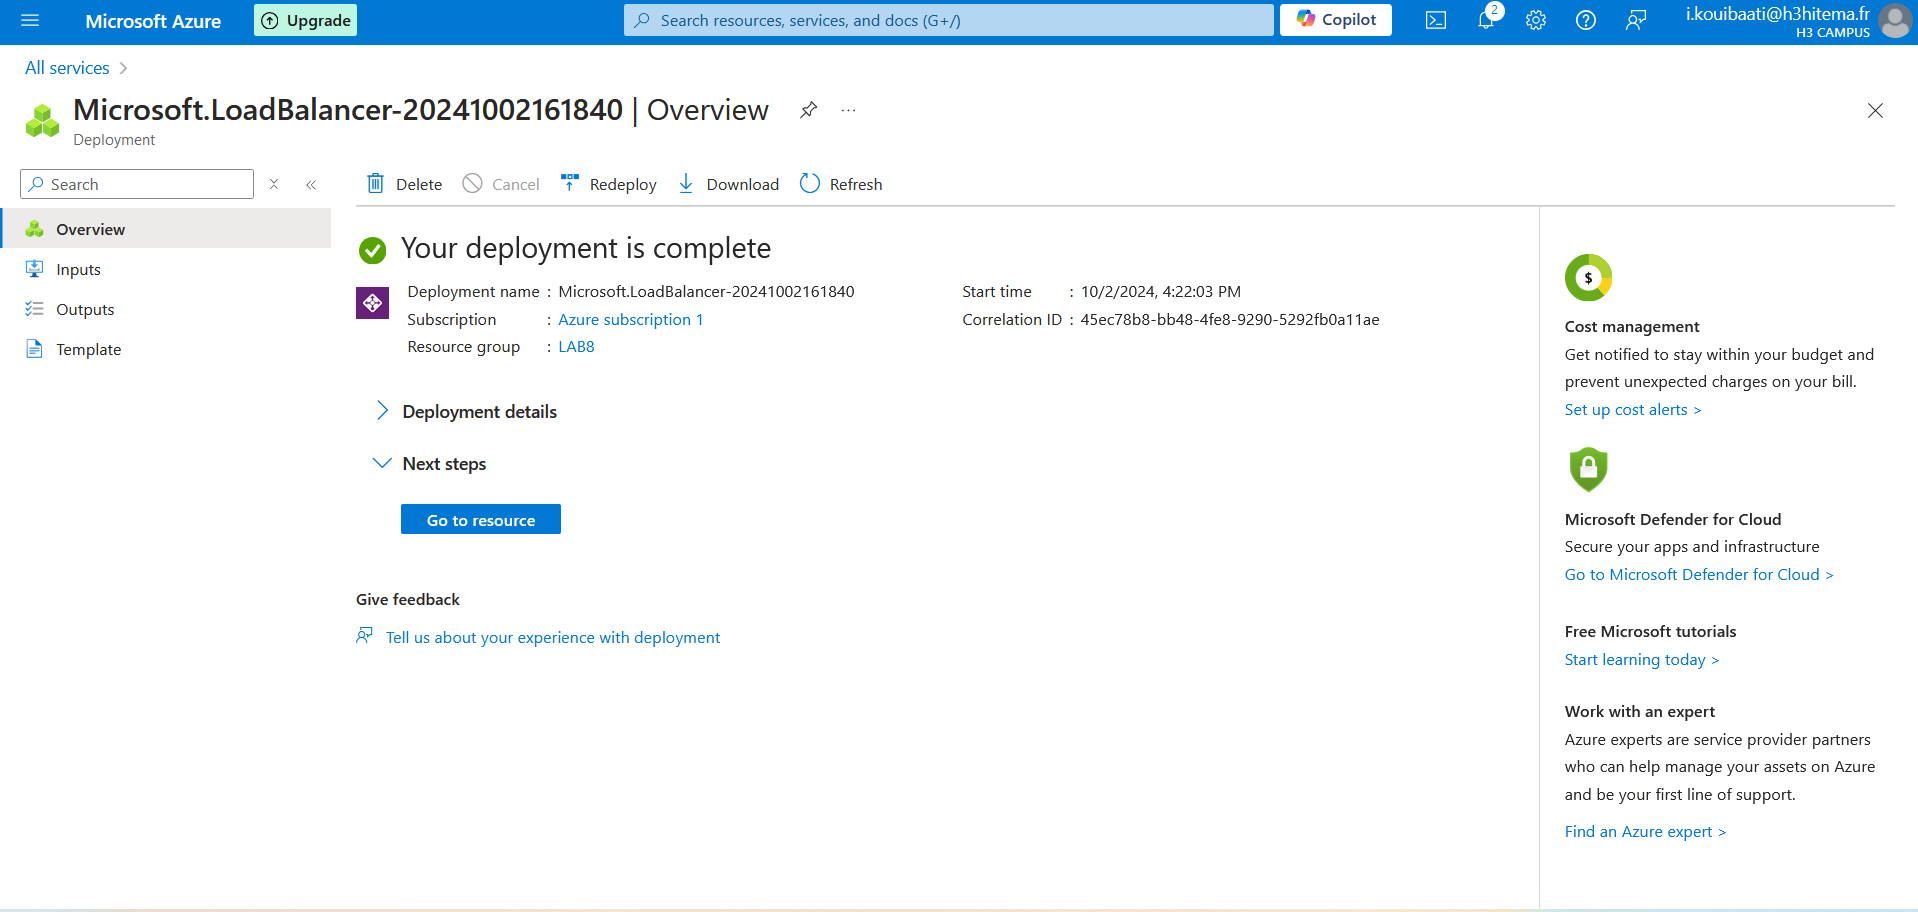 Microsoft Azure
Upgrade
Search resources, services, and docs (G+/)
Copilot
2
i.kouibaati@h3hitema.fr
H3 CAMPUS
All services
Microsoft.LoadBalancer-20241002161840 | Overview
Deployment
Search
Delete
Cancel
Redeploy
Download
Refresh
Overview
Inputs
Outputs
Template
Your deployment is complete
Deployment name : Microsoft.LoadBalancer-20241002161840
Subscription : Azure subscription 1
Resource group : LAB8
Start time : 10/2/2024, 4:22:03 PM
Correlation ID : 45ec78b8-bb48-4fe8-9290-5292fb0a11ae
Deployment details
Next steps
Go to resource
Give feedback
Tell us about your experience with deployment
$
Cost management
Get notified to stay within your budget and
prevent unexpected charges on your bill.
Set up cost alerts >
Microsoft Defender for Cloud
Secure your apps and infrastructure
Go to Microsoft Defender for Cloud >
Free Microsoft tutorials
Start learning today >
Work with an expert
Azure experts are service provider partners
who can help manage your assets on Azure
and be your first line of support.
Find an Azure expert >